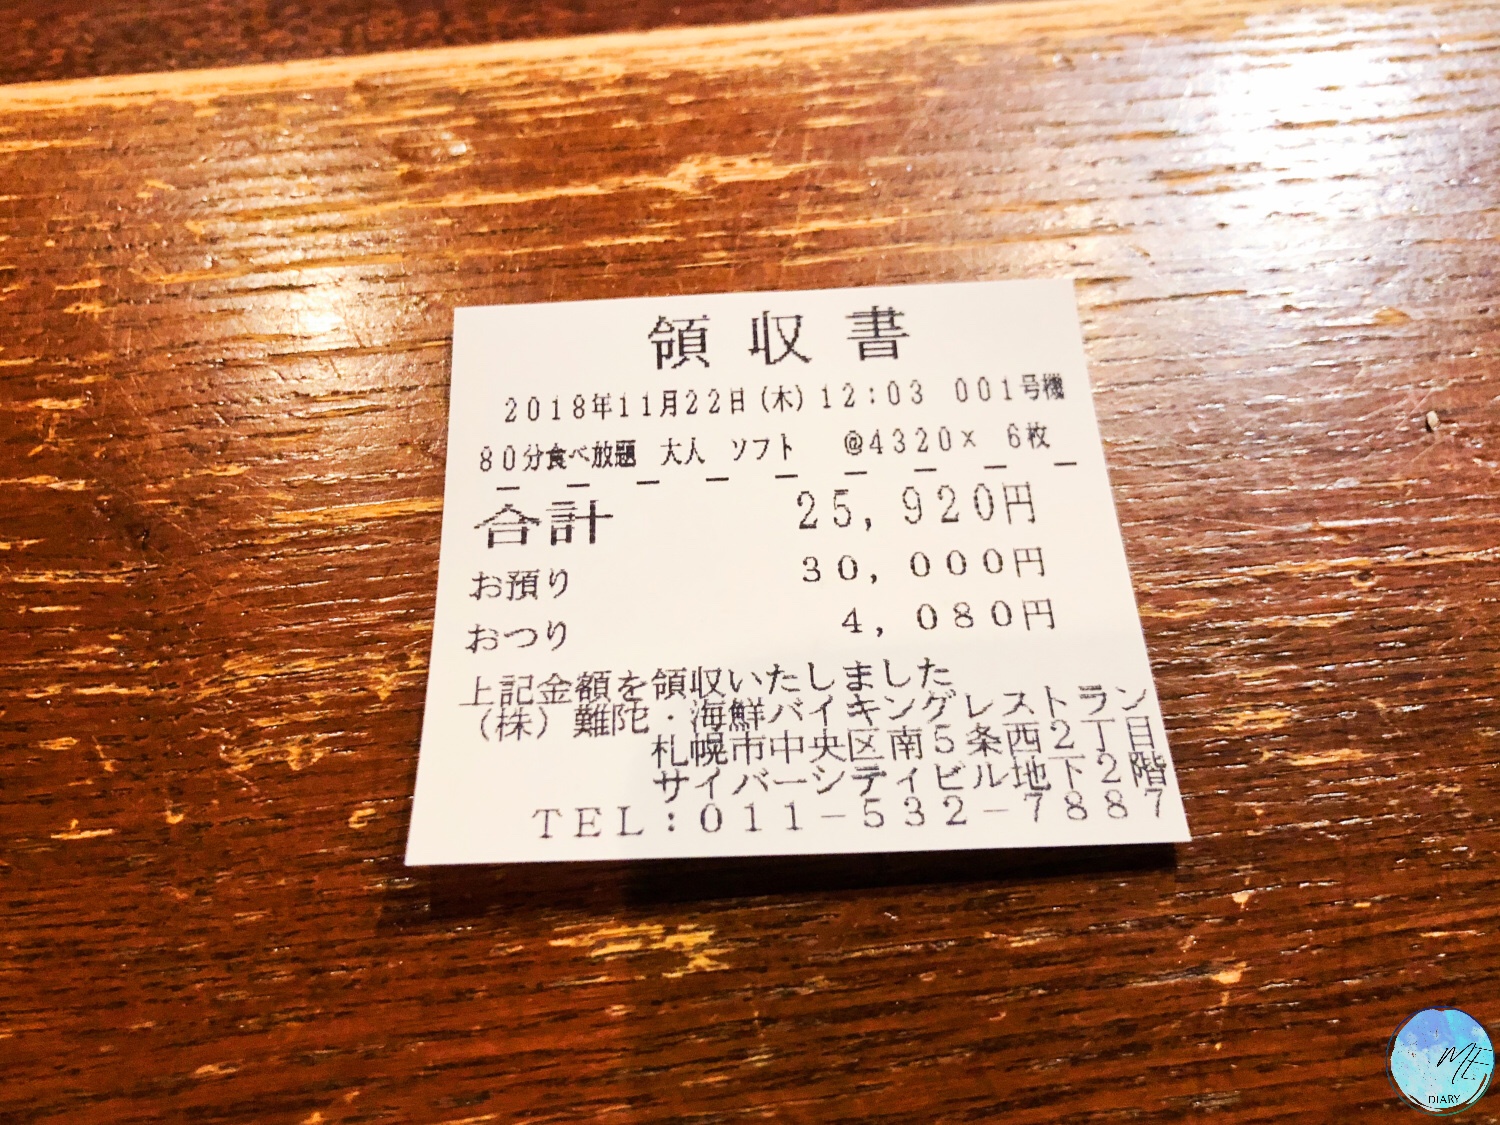 領収書
2018年11月22日(木)12:03 001号機
80分食べ放題 大人 ソフト @4320× 6枚
合計 25,920円
お預り 30,000円
おつり 4,080円
上記金額を領収いたしました
(株)難陀・海鮮バイキングレストラン
札幌市中央区南5条西2丁目
サイバーシティビル地下2階
TEL:011-532-7887
ME
DIARY